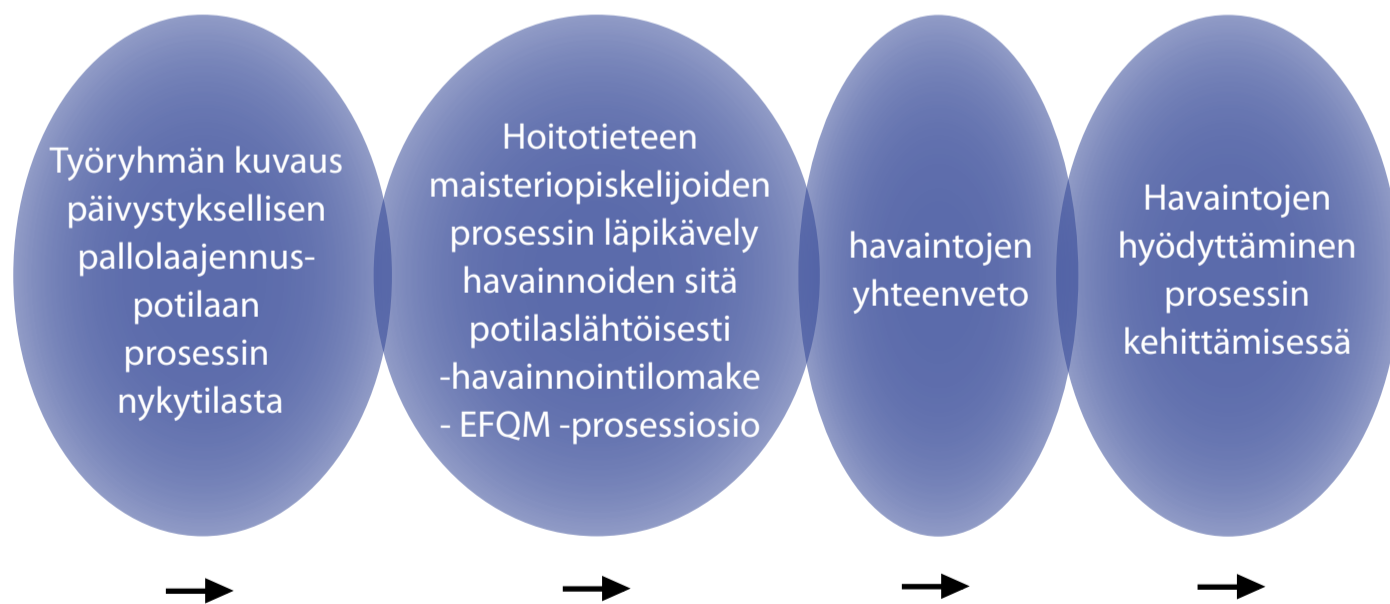 Työryhmän kuvaus
päivystyksellisen
pallolaajennus-
potilaan
prosessin
nykytilasta
Hoitotieteen
maisteriopiskelijoiden
prosessin läpikävely
havainnoiden sitä
potilaslähtöisesti
-havainnointilomake
- EFQM -prosessiosio
havaintojen
yhteenveto
Havaintojen
hyödyttäminen
prosessin
kehittämisessä